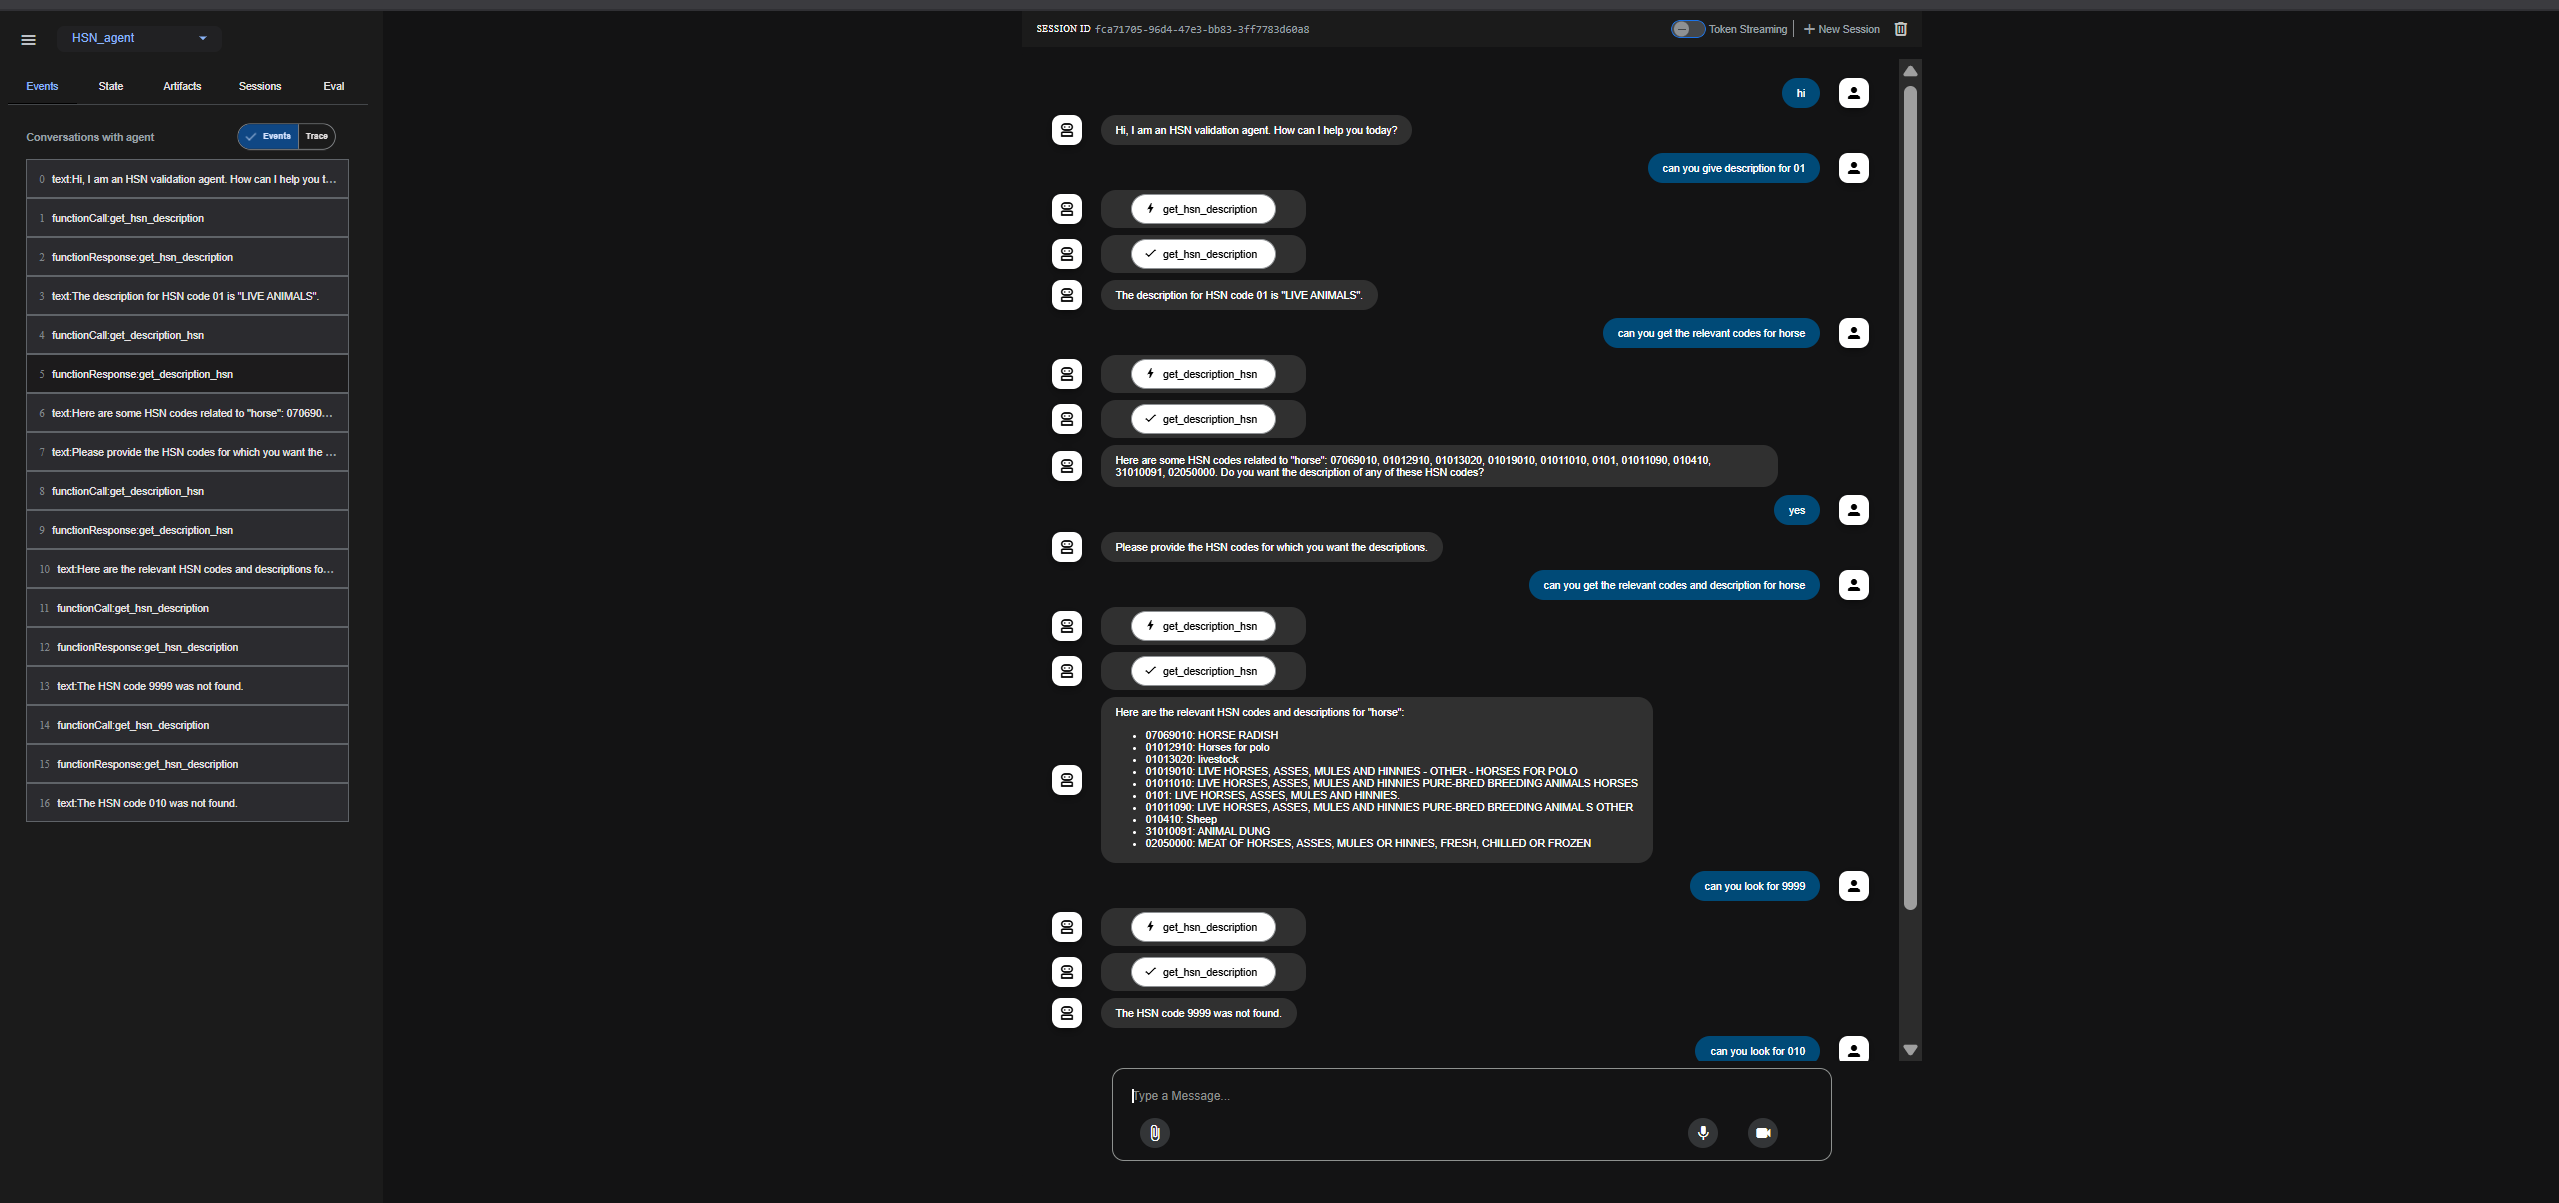 HSN_agent
Events State Artifacts Sessions Eval
Conversations with agent Events Trace
0 text:Hi, I am an HSN validation agent. How can I help you t...
1 functionCall:get_hsn_description
2 functionResponse:get_hsn_description
3 text:The description for HSN code 01 is "LIVE ANIMALS".
4 functionCall:get_description_hsn
5 functionResponse:get_description_hsn
6 text:Here are some HSN codes related to "horse": 070690...
7 text:Please provide the HSN codes for which you want the ...
8 functionCall:get_description_hsn
9 functionResponse:get_description_hsn
10 text:Here are the relevant HSN codes and descriptions fo...
11 functionCall:get_hsn_description
12 functionResponse:get_hsn_description
13 text:The HSN code 9999 was not found.
14 functionCall:get_hsn_description
15 functionResponse:get_hsn_description
16 text:The HSN code 010 was not found.
SESSION ID fca71705-96d4-47e3-bb83-3ff7783d60a8 Token Streaming + New Session
hi
Hi, I am an HSN validation agent. How can I help you today?
can you give description for 01
get_hsn_description
get_hsn_description
The description for HSN code 01 is "LIVE ANIMALS".
can you get the relevant codes for horse
get_description_hsn
get_description_hsn
Here are some HSN codes related to "horse": 07069010, 01012910, 01013020, 01019010, 01011010, 0101, 01011090, 010410,
31010091, 02050000. Do you want the description of any of these HSN codes?
yes
Please provide the HSN codes for which you want the descriptions.
can you get the relevant codes and description for horse
get_description_hsn
get_description_hsn
Here are the relevant HSN codes and descriptions for "horse":
• 07069010: HORSE RADISH
• 01012910: Horses for polo
• 01013020: livestock
• 01019010: LIVE HORSES, ASSES, MULES AND HINNIES - OTHER - HORSES FOR POLO
• 01011010: LIVE HORSES, ASSES, MULES AND HINNIES PURE-BRED BREEDING ANIMALS HORSES
• 0101: LIVE HORSES, ASSES, MULES AND HINNIES.
• 01011090: LIVE HORSES, ASSES, MULES AND HINNIES PURE-BRED BREEDING ANIMAL S OTHER
• 010410: Sheep
• 31010091: ANIMAL DUNG
• 02050000: MEAT OF HORSES, ASSES, MULES OR HINNES, FRESH, CHILLED OR FROZEN
can you look for 9999
get_hsn_description
get_hsn_description
The HSN code 9999 was not found.
can you look for 010
Type a Message...